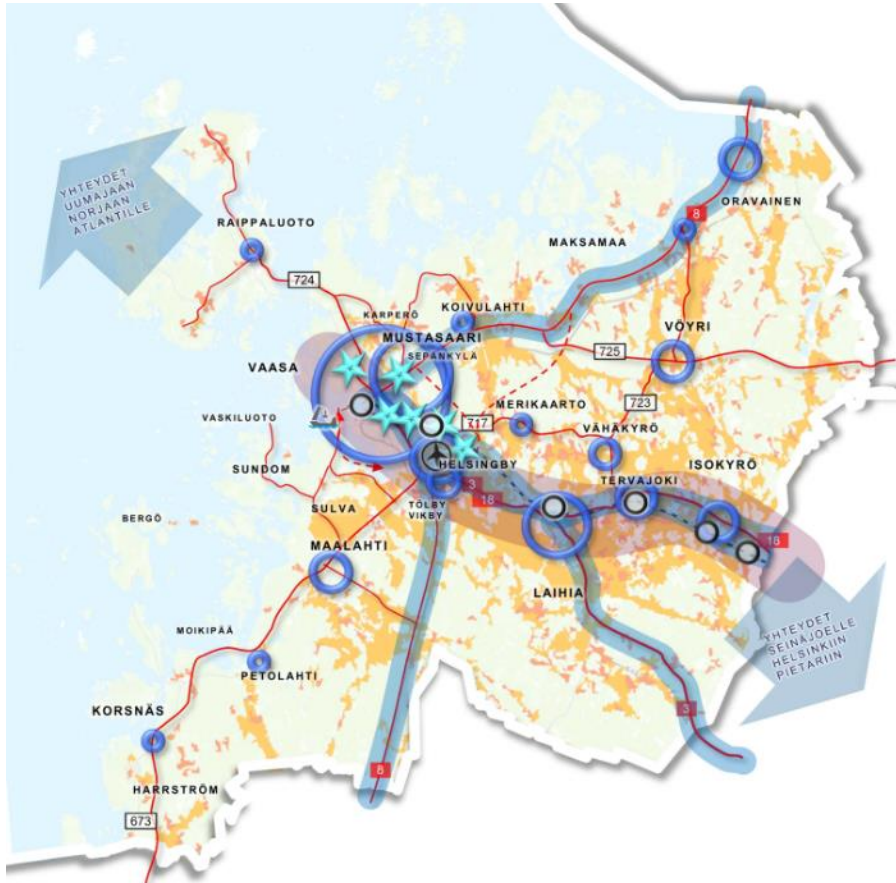 YHTEYDET
UUMAJAAN
NORJAAN
ATLANTILLE
8
ORAVAINEN
RAIPPALUOTO
MAKSAMAA
724
KOIVULAHTI
KARPERÖ
MUSTASAARI
SEPÄNKYLÄ
VÖYRI
725
VAASA
723
MERIKAARTO
717
VÄHÄKYRÖ
VASKILUOTO
SUNDOM
HELSINGBY
ISOKYRÖ
TERVAJOKI
3
18
TÖLBY
VIKBY
SULVA
BERGÖ
18
MAALAHTI
LAIHIA
YHTEYDET
SEINÄJOELLE
HELSINKIIN
PIETARIIN
MOIKIPÄÄ
PETOLAHTI
KORSNÄS
3
8
HARRSTRÖM
673